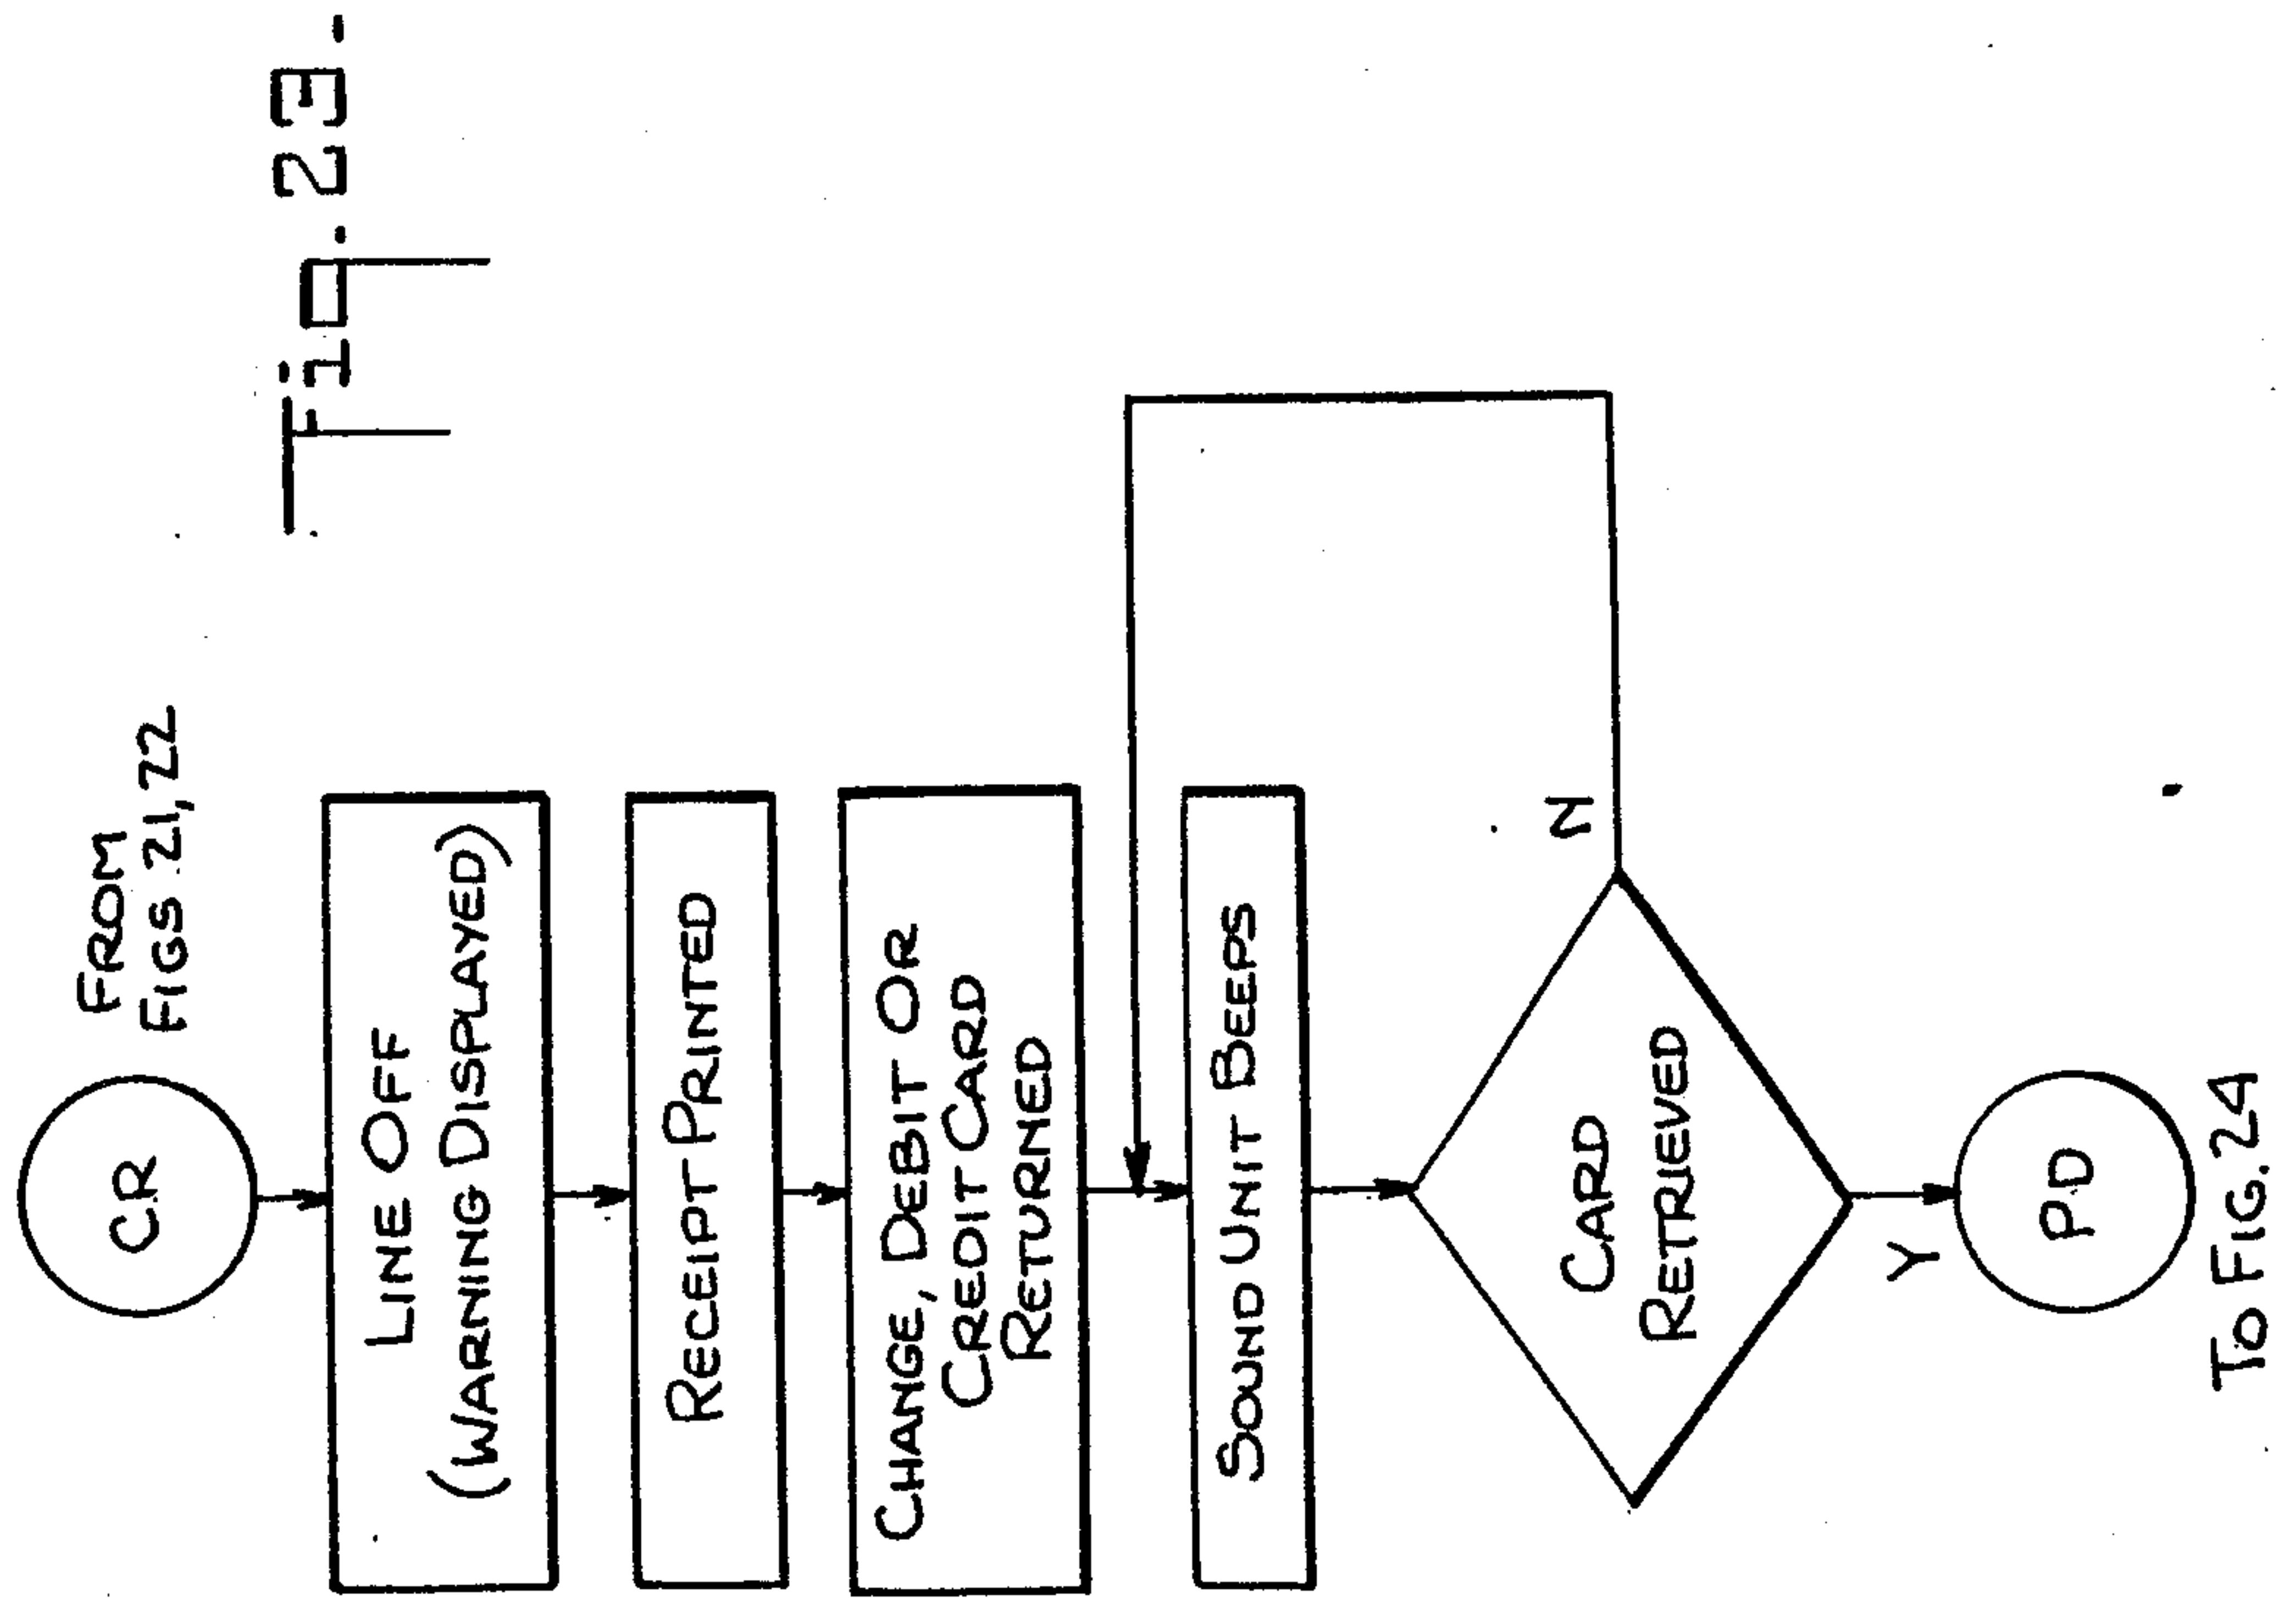 Fig. 23.
FROM
FIGS 21, 22
CR
LINE OFF
(WARNING DISPLAYED)
RECEIPT PRINTED
CHANGE, DEBIT OR
CREDIT CARD
RETURNED
SOUND UNIT BEEPS
CARD
RETRIEVED
N
Y
PD
TO FIG. 24